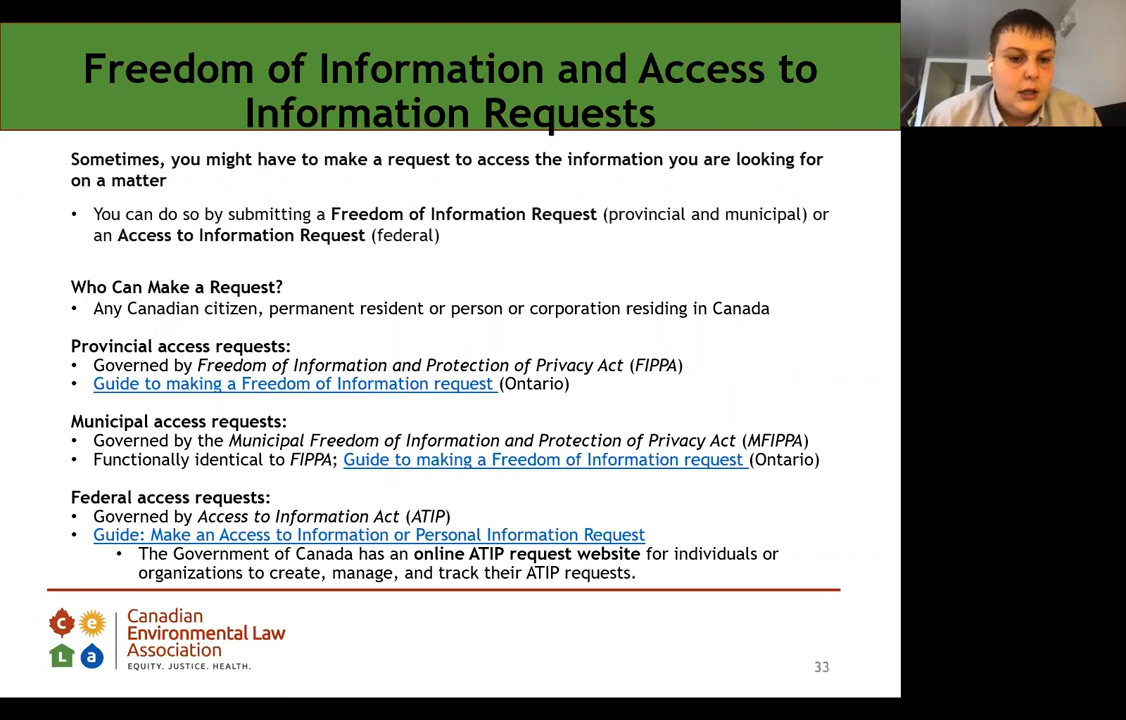 Freedom of Information and Access to
Information Requests
Sometimes, you might have to make a request to access the information you are looking for
on a matter
• You can do so by submitting a Freedom of Information Request (provincial and municipal) or
an Access to Information Request (federal)
Who Can Make a Request?
• Any Canadian citizen, permanent resident or person or corporation residing in Canada
Provincial access requests:
• Governed by Freedom of Information and Protection of Privacy Act (FIPPA)
• Guide to making a Freedom of Information request (Ontario)
Municipal access requests:
• Governed by the Municipal Freedom of Information and Protection of Privacy Act (MFIPPA)
• Functionally identical to FIPPA; Guide to making a Freedom of Information request (Ontario)
Federal access requests:
• Governed by Access to Information Act (ATIP)
• Guide: Make an Access to Information or Personal Information Request
• The Government of Canada has an online ATIP request website for individuals or
organizations to create, manage, and track their ATIP requests.
c e
L a
Canadian
Environmental Law
Association
EQUITY. JUSTICE. HEALTH.
33